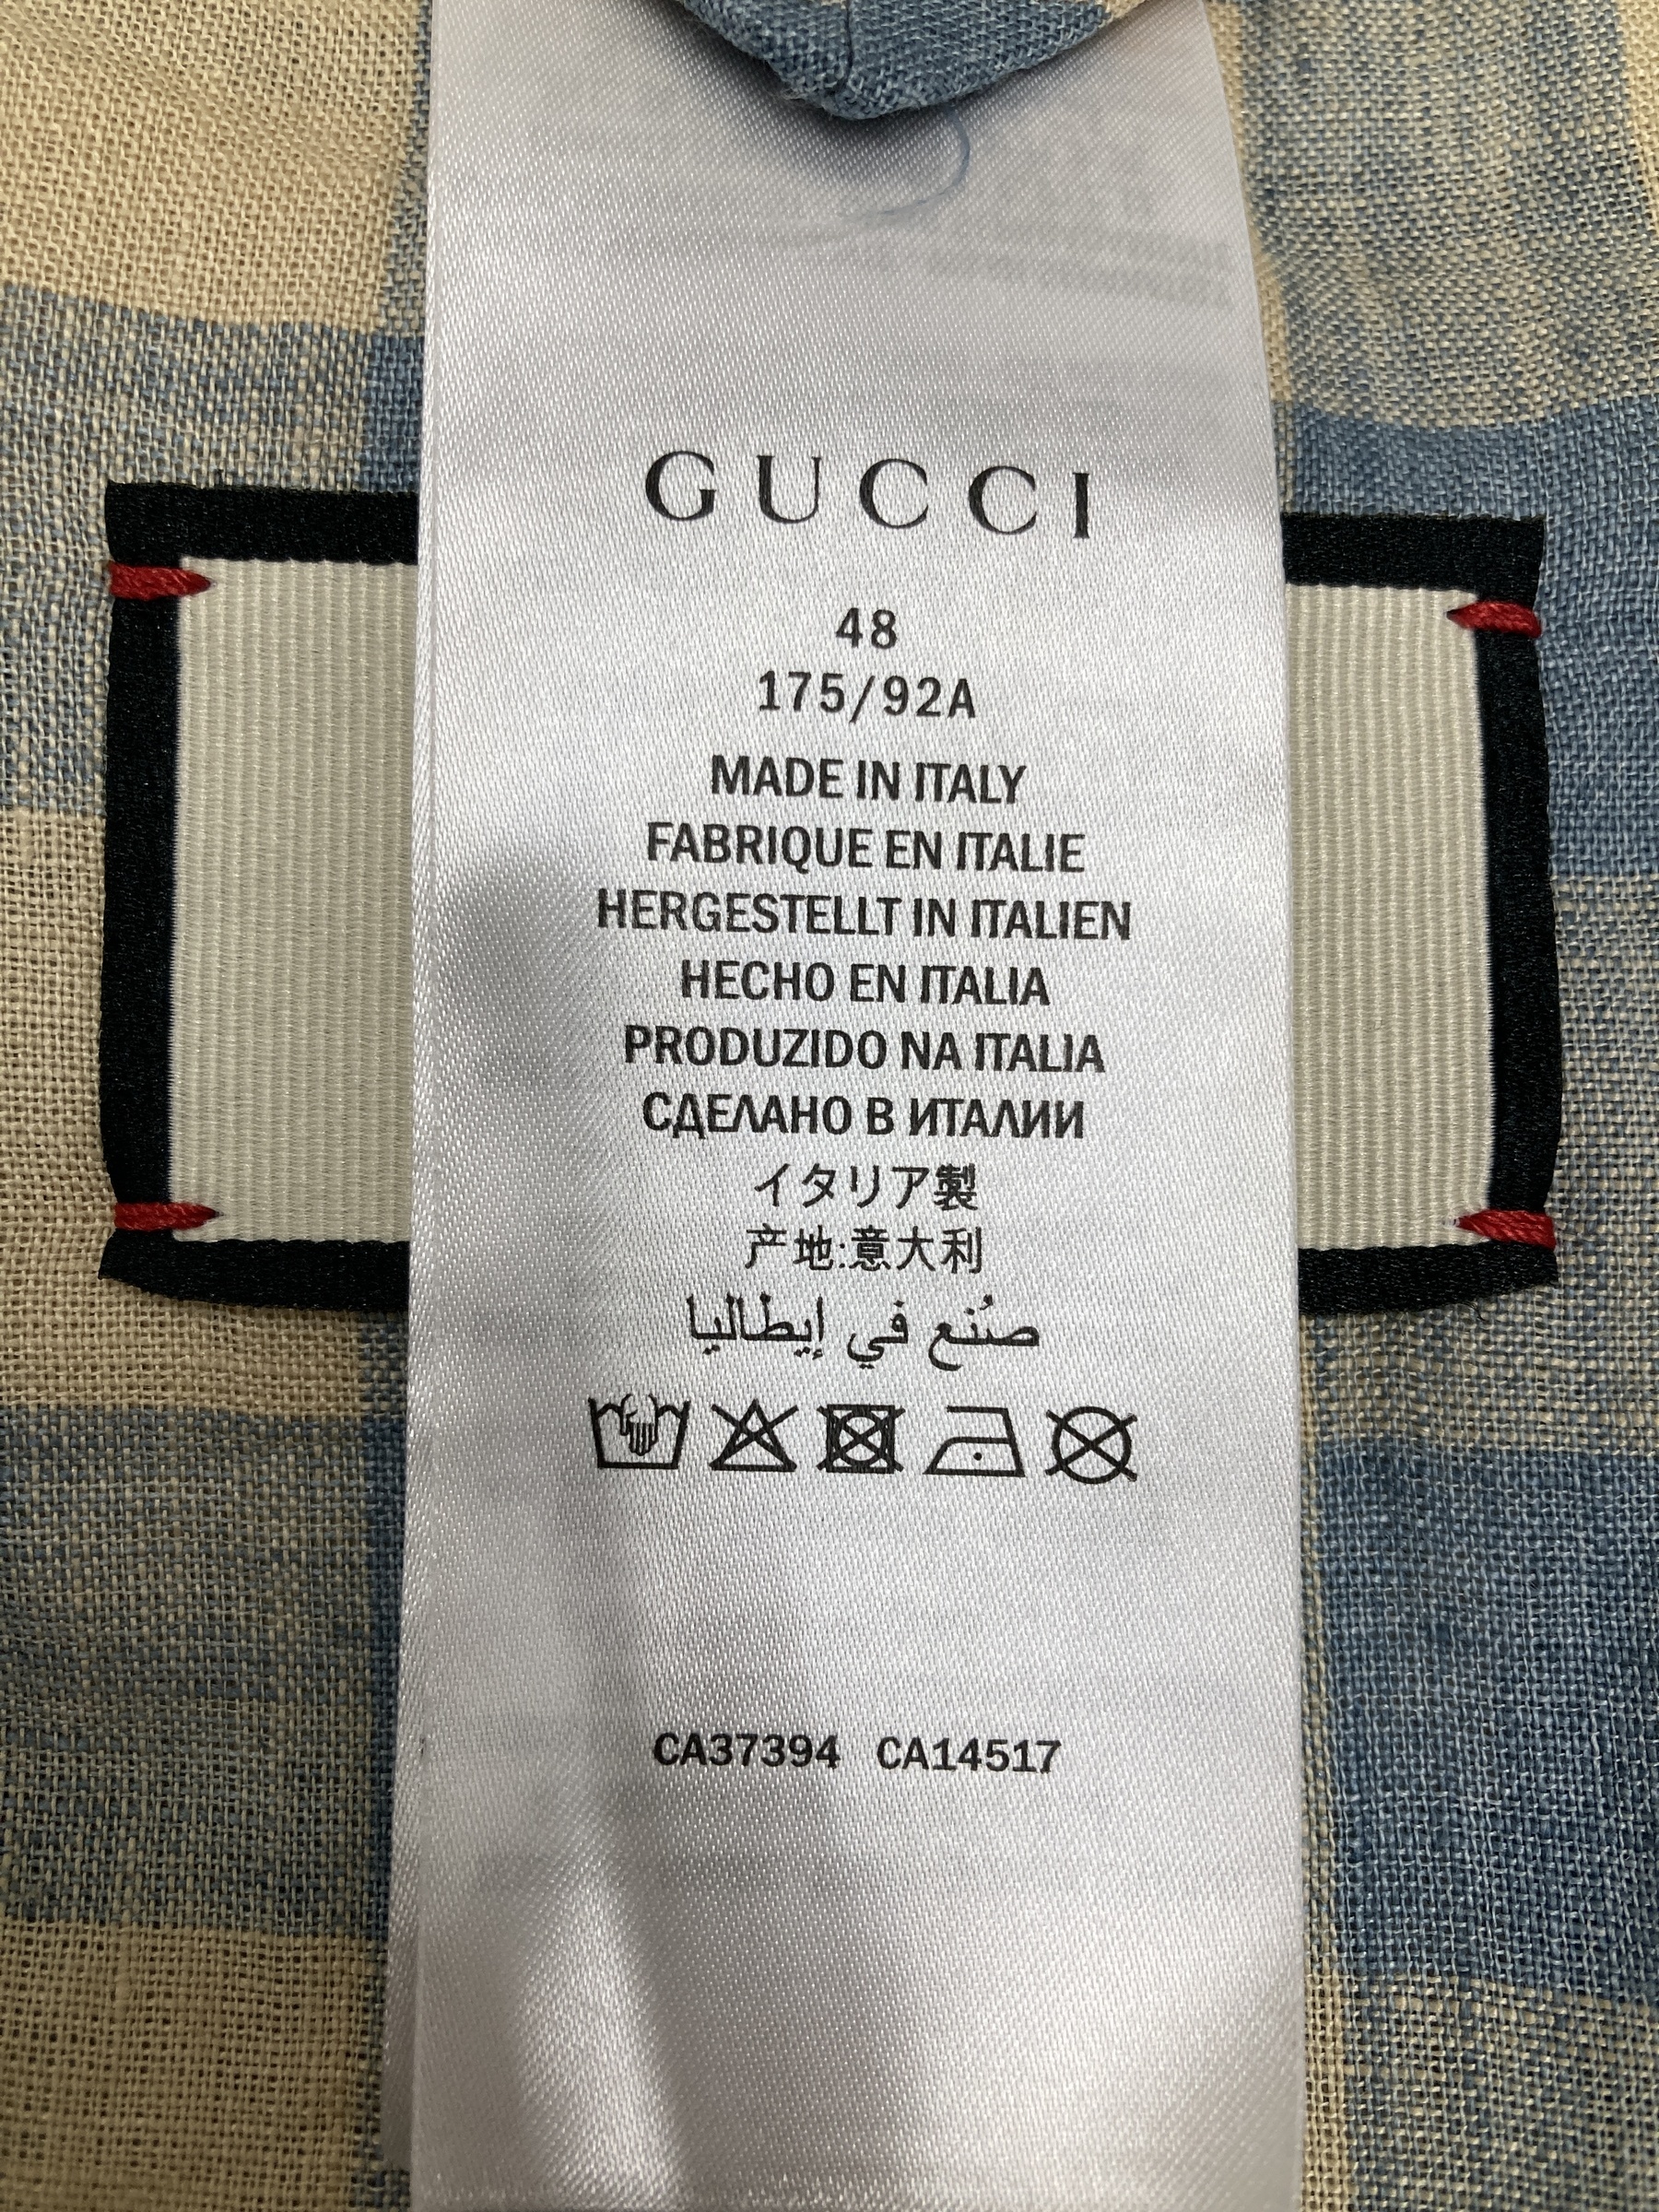 GUCCI
48
175/92A
MADE IN ITALY
FABRIQUE EN ITALIE
HERGESTELLT IN ITALIEN
HECHO EN ITALIA
PRODUZIDO NA ITALIA
СДЕЛАНО В ИТАЛИИ
イタリア製
产地:意大利
صُنع في إيطاليا
CA37394 CA14517